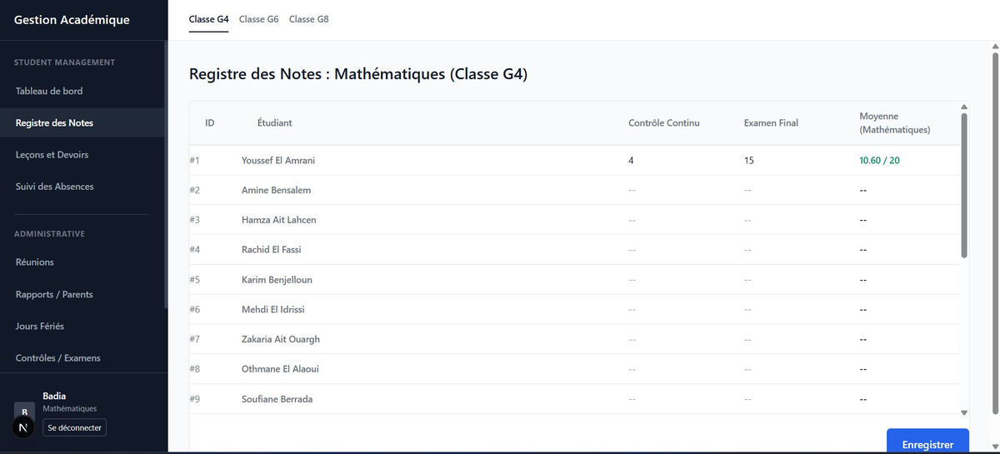 Gestion Académique
Classe G4 Classe G6 Classe G8
STUDENT MANAGEMENT
Tableau de bord
Registre des Notes
Leçons et Devoirs
Suivi des Absences
ADMINISTRATIVE
Réunions
Rapports / Parents
Jours Fériés
Contrôles / Examens
B
N
Badia
Mathématiques
Se déconnecter
Registre des Notes : Mathématiques (Classe G4)
ID Étudiant Contrôle Continu Examen Final Moyenne (Mathématiques)
#1 Youssef El Amrani 4 15 10.60 / 20
#2 Amine Bensalem -- -- --
#3 Hamza Ait Lahcen -- -- --
#4 Rachid El Fassi -- -- --
#5 Karim Benjelloun -- -- --
#6 Mehdi El Idrissi -- -- --
#7 Zakaria Ait Ouargh -- -- --
#8 Othmane El Alaoui -- -- --
#9 Soufiane Berrada -- -- --
Enregistrer